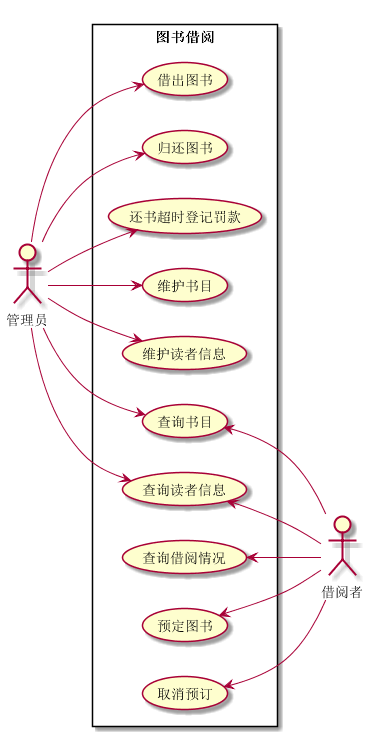 图书借阅
借出图书
归还图书
还书超时登记罚款
维护书目
管理员
维护读者信息
查询书目
查询读者信息
查询借阅情况
借阅者
预定图书
取消预订